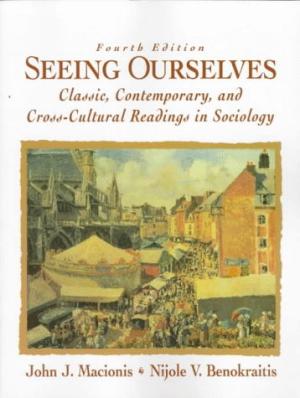 Fourth Edition
SEEING OURSELVES
Classic, Contemporary, and
Cross-Cultural Readings in Sociology
John J. Macionis • Nijole V. Benokraitis